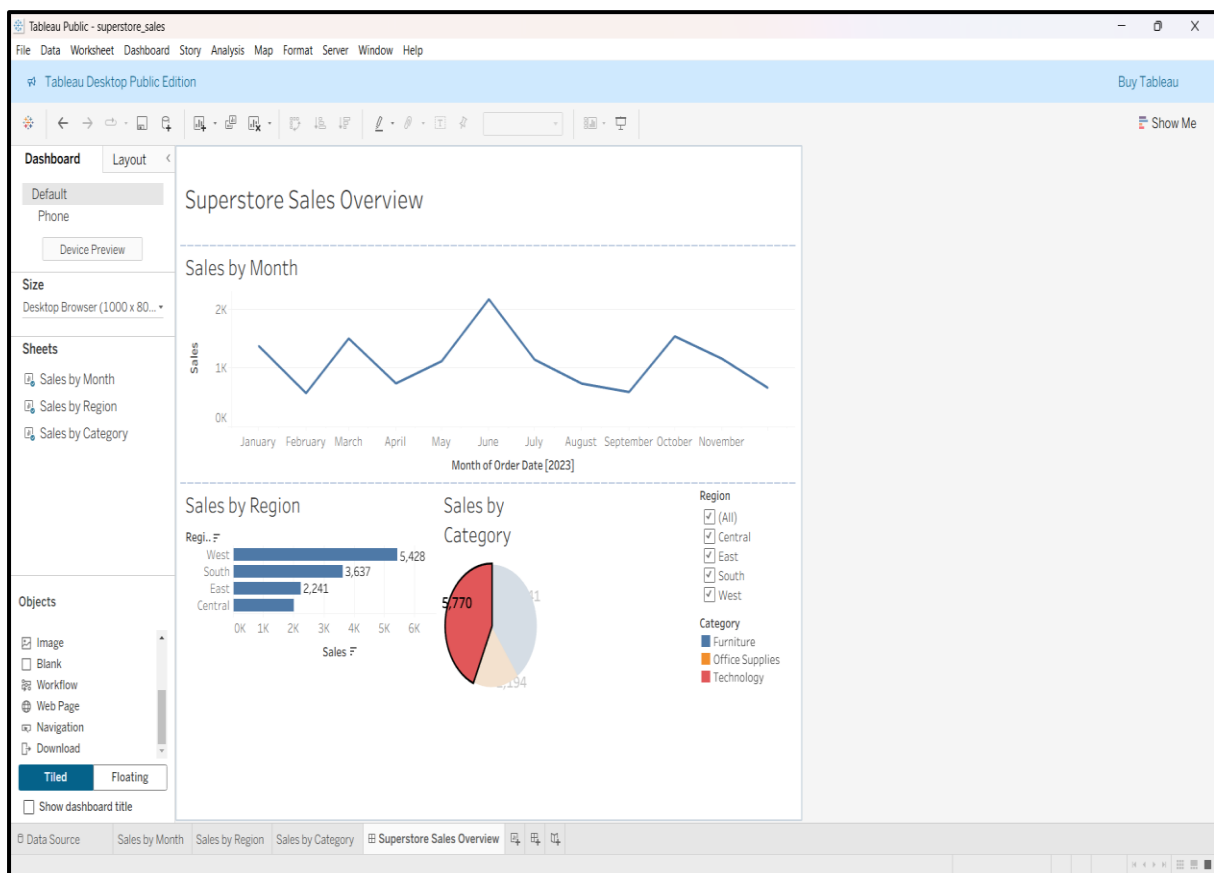 Tableau Public - superstore_sales
File Data Worksheet Dashboard Story Analysis Map Format Server Window Help
Tableau Desktop Public Edition
Buy Tableau
Show Me
Dashboard Layout
Default
Phone
Device Preview
Size
Desktop Browser (1000 x 80...
Sheets
Sales by Month
Sales by Region
Sales by Category
Objects
Image
Blank
Workflow
Web Page
Navigation
Download
Tiled Floating
Show dashboard title
Superstore Sales Overview
Sales by Month
2K
1K
0K
Sales
January February March April May June July August September October November
Month of Order Date [2023]
Sales by Region
Regi..
West 5,428
South 3,637
East 2,241
Central
0K 1K 2K 3K 4K 5K 6K
Sales
Sales by
Category
5,770
Region
(All)
Central
East
South
West
Category
Furniture
Office Supplies
Technology
Data Source Sales by Month Sales by Region Sales by Category Superstore Sales Overview